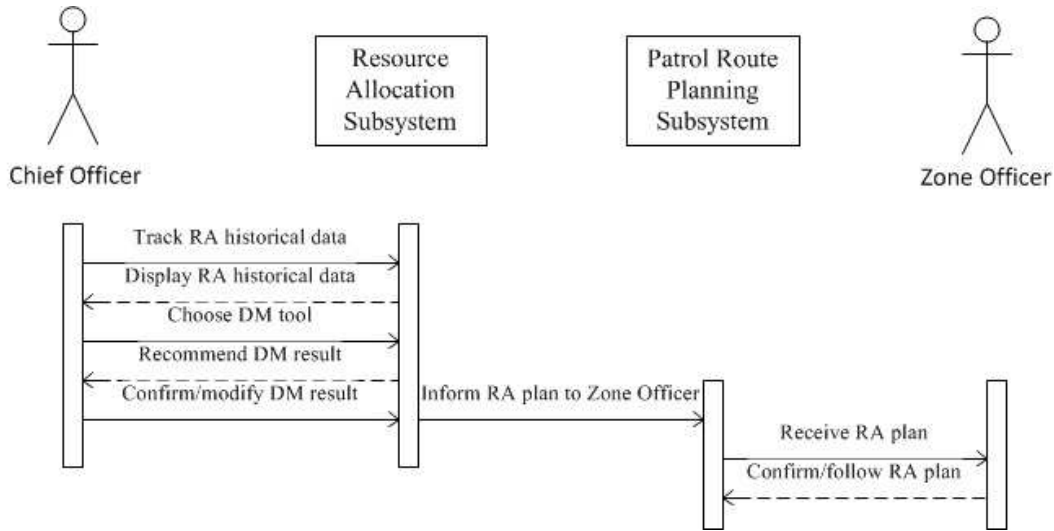 Resource
Allocation
Subsystem
Patrol Route
Planning
Subsystem
Chief Officer
Zone Officer
Track RA historical data
Display RA historical data
Choose DM tool
Recommend DM result
Confirm/modify DM result
Inform RA plan to Zone Officer
Receive RA plan
Confirm/follow RA plan